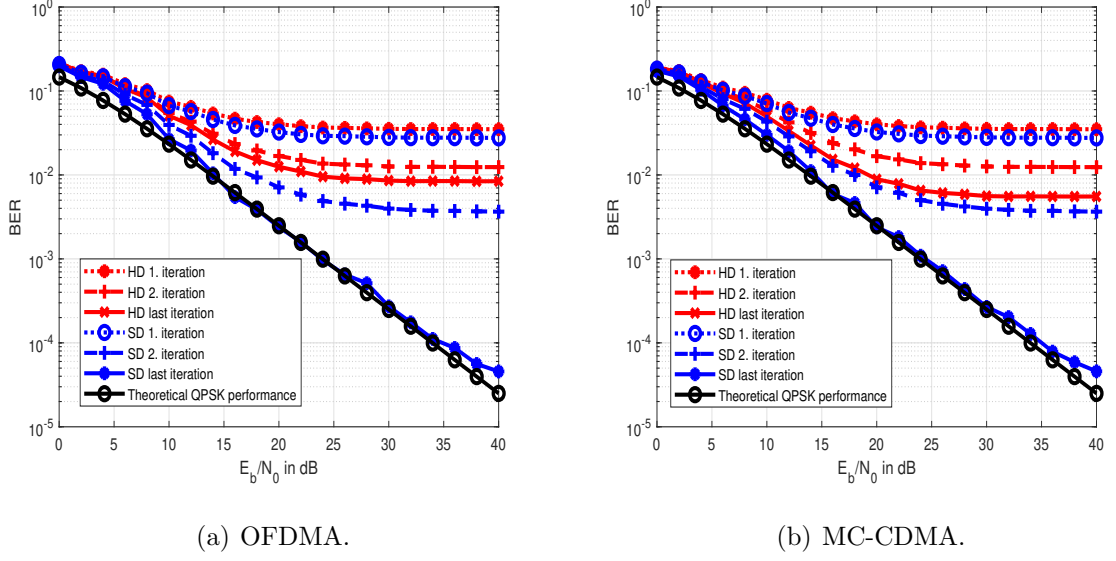 10^0
10^-1
10^-2
10^-3
10^-4
10^-5
BER
HD 1. iteration
HD 2. iteration
HD last iteration
SD 1. iteration
SD 2. iteration
SD last iteration
Theoretical QPSK performance
0 5 10 15 20 25 30 35 40
E_b/N_0 in dB
(a) OFDMA.
10^0
10^-1
10^-2
10^-3
10^-4
10^-5
BER
HD 1. iteration
HD 2. iteration
HD last iteration
SD 1. iteration
SD 2. iteration
SD last iteration
Theoretical QPSK performance
0 5 10 15 20 25 30 35 40
E_b/N_0 in dB
(b) MC-CDMA.